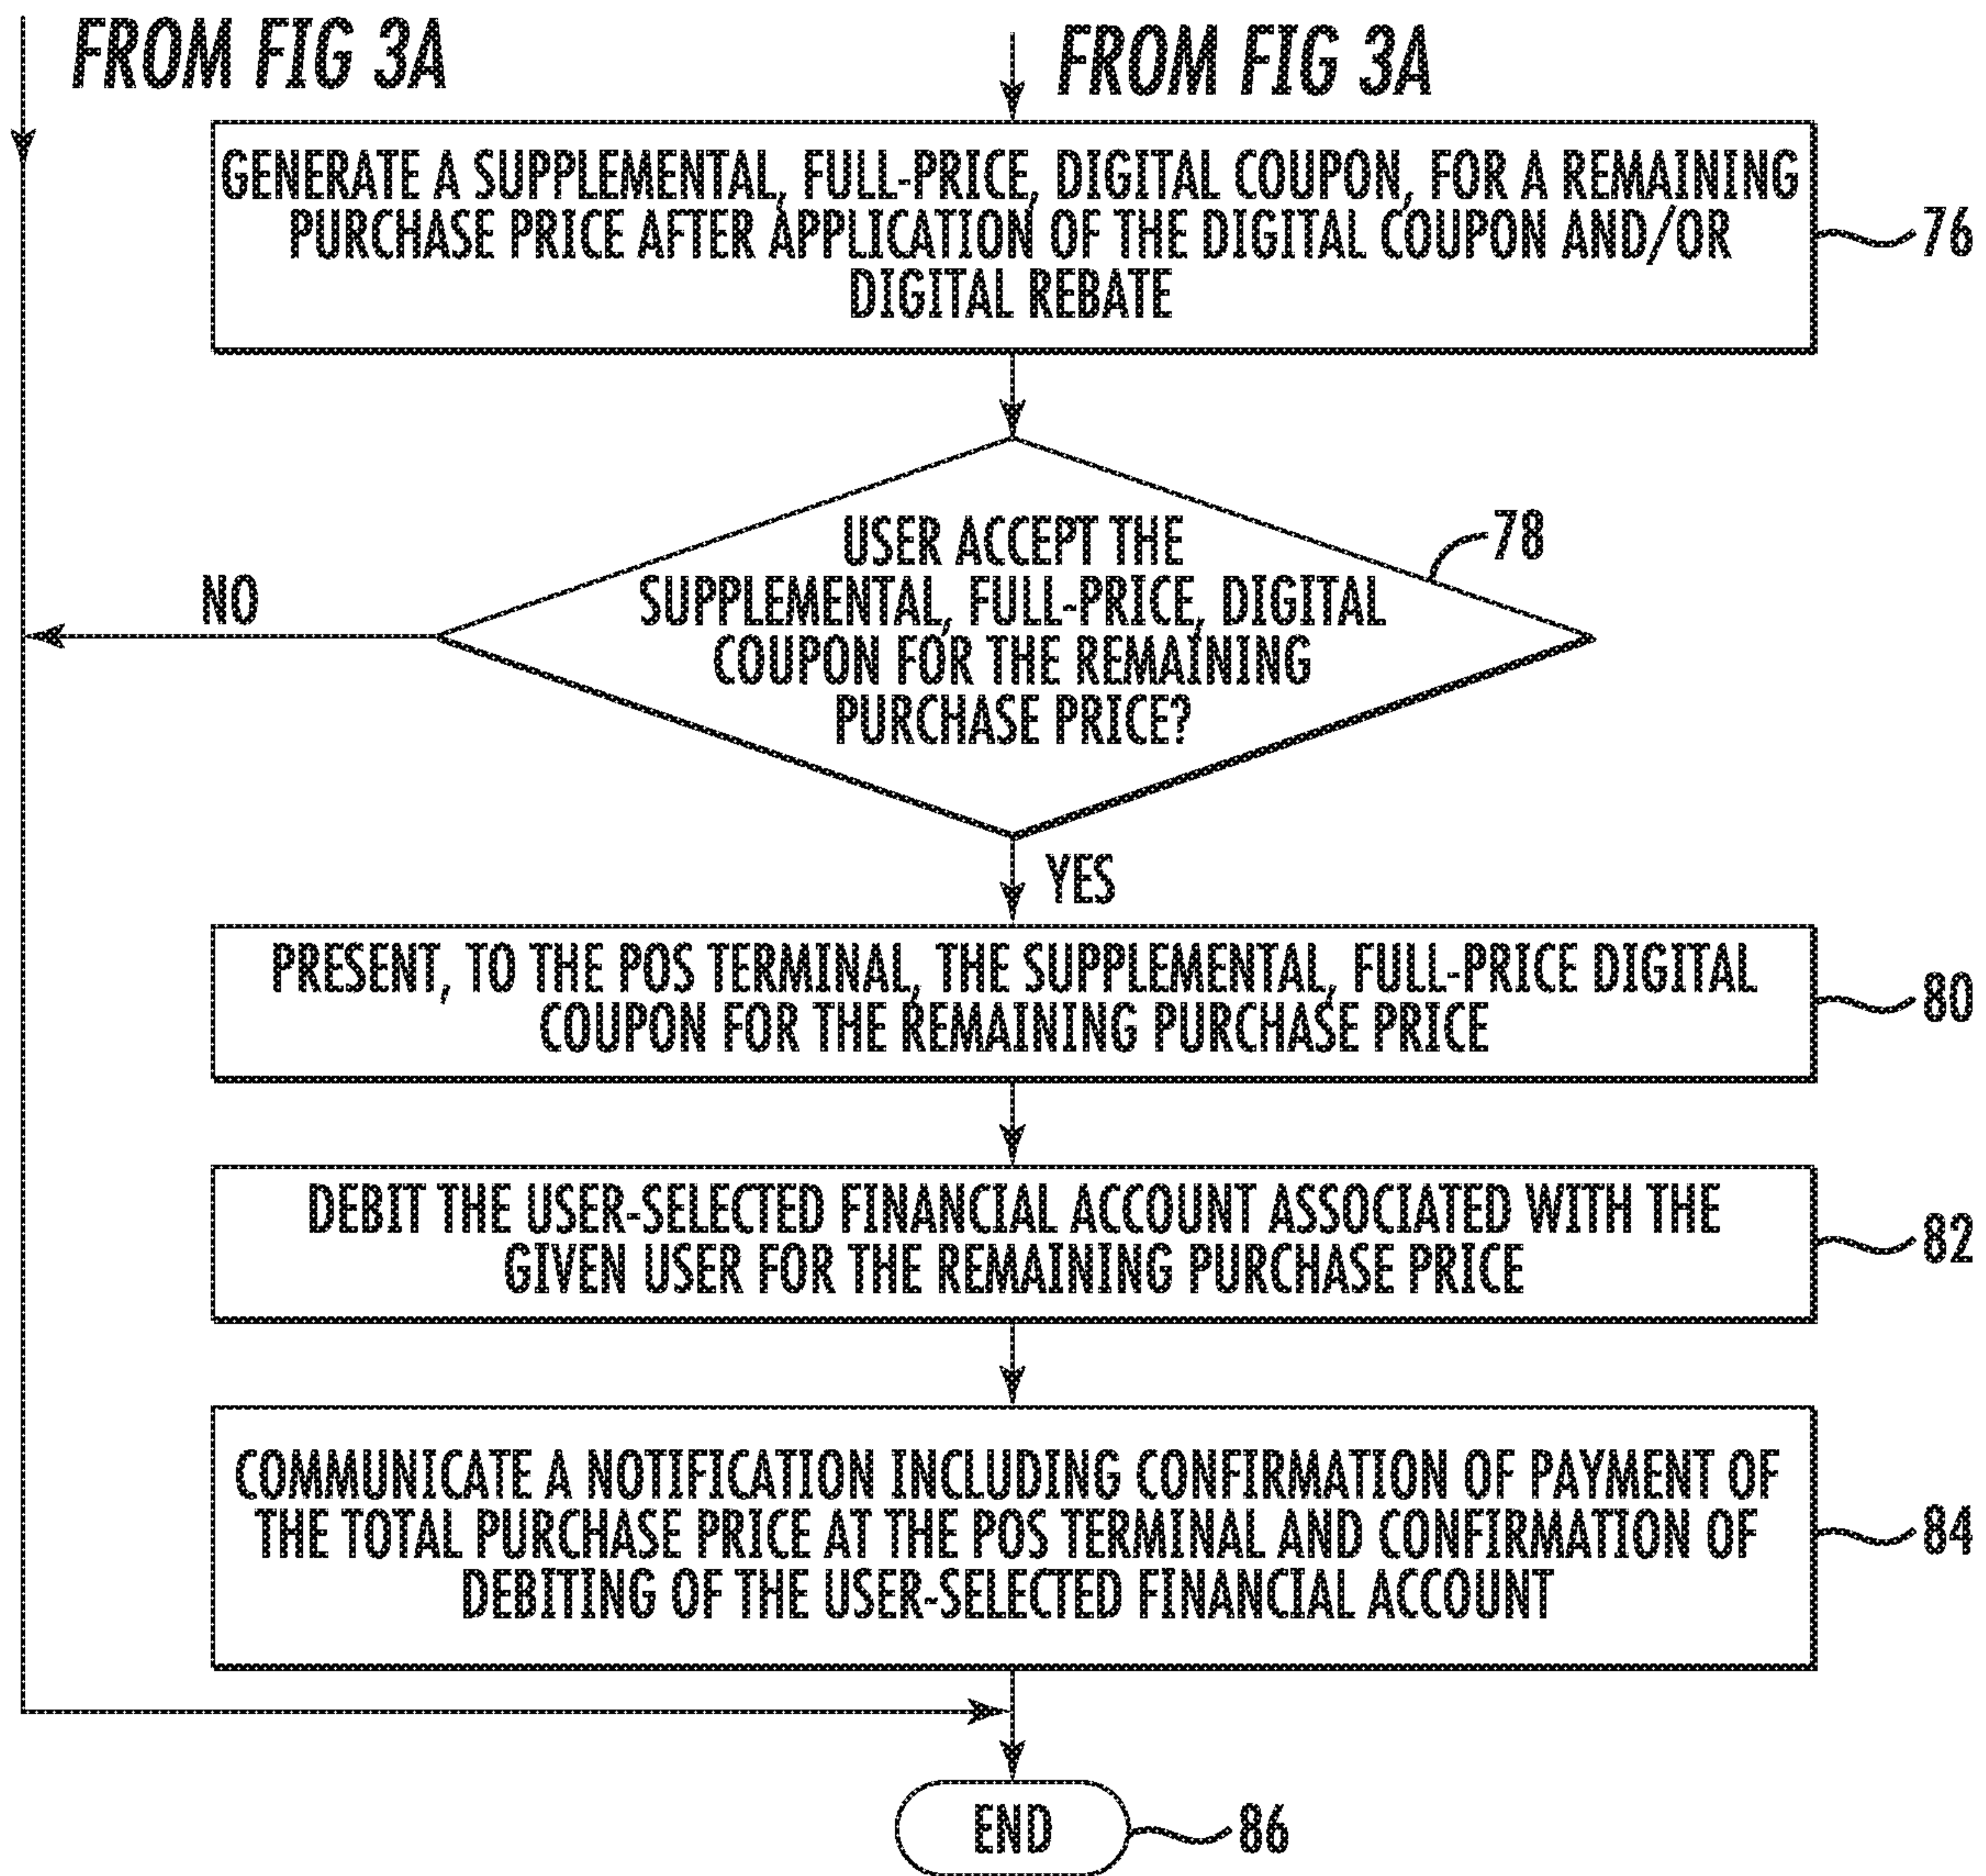 FROM FIG 3A
FROM FIG 3A
GENERATE A SUPPLEMENTAL, FULL-PRICE, DIGITAL COUPON, FOR A REMAINING
PURCHASE PRICE AFTER APPLICATION OF THE DIGITAL COUPON AND/OR
DIGITAL REBATE
76
USER ACCEPT THE
SUPPLEMENTAL, FULL-PRICE, DIGITAL
COUPON FOR THE REMAINING
PURCHASE PRICE?
78
NO
YES
PRESENT, TO THE POS TERMINAL, THE SUPPLEMENTAL, FULL-PRICE DIGITAL
COUPON FOR THE REMAINING PURCHASE PRICE
80
DEBIT THE USER-SELECTED FINANCIAL ACCOUNT ASSOCIATED WITH THE
GIVEN USER FOR THE REMAINING PURCHASE PRICE
82
COMMUNICATE A NOTIFICATION INCLUDING CONFIRMATION OF PAYMENT OF
THE TOTAL PURCHASE PRICE AT THE POS TERMINAL AND CONFIRMATION OF
DEBITING OF THE USER-SELECTED FINANCIAL ACCOUNT
84
END
86